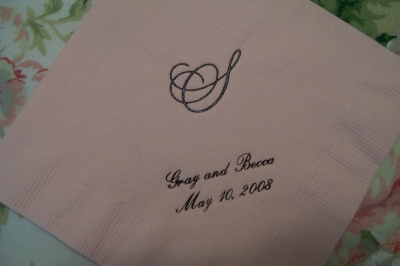 S
Gray and Becca
May 10, 2008